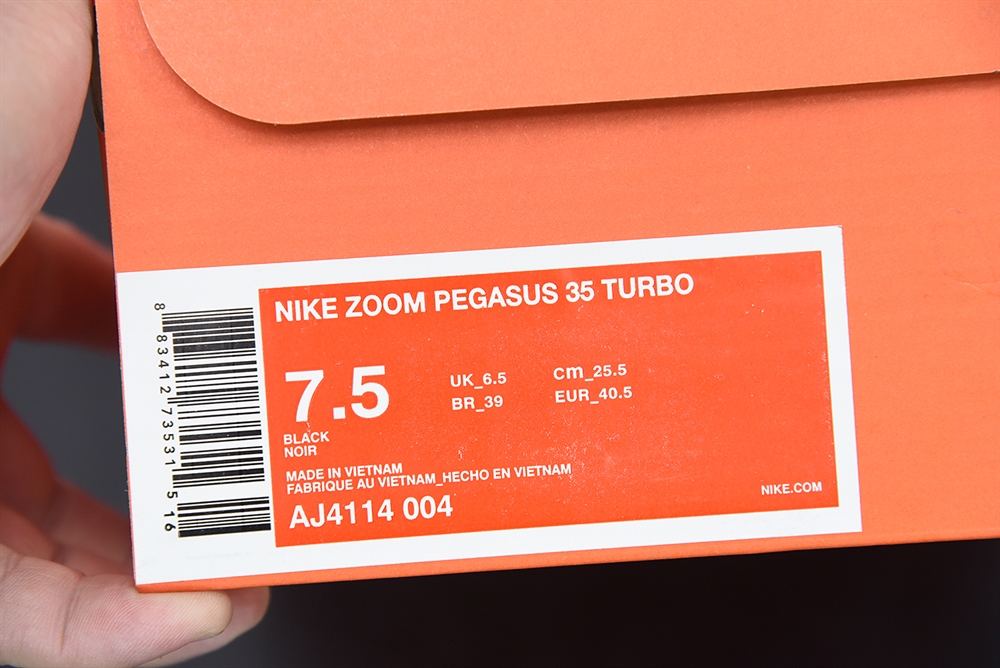 NIKE ZOOM PEGASUS 35 TURBO
7.5
UK_6.5 cm_25.5
BR_39 EUR_40.5
BLACK
NOIR
MADE IN VIETNAM
FABRIQUE AU VIETNAM_HECHO EN VIETNAM
AJ4114 004
NIKE.COM
8 83412 73531 5 16